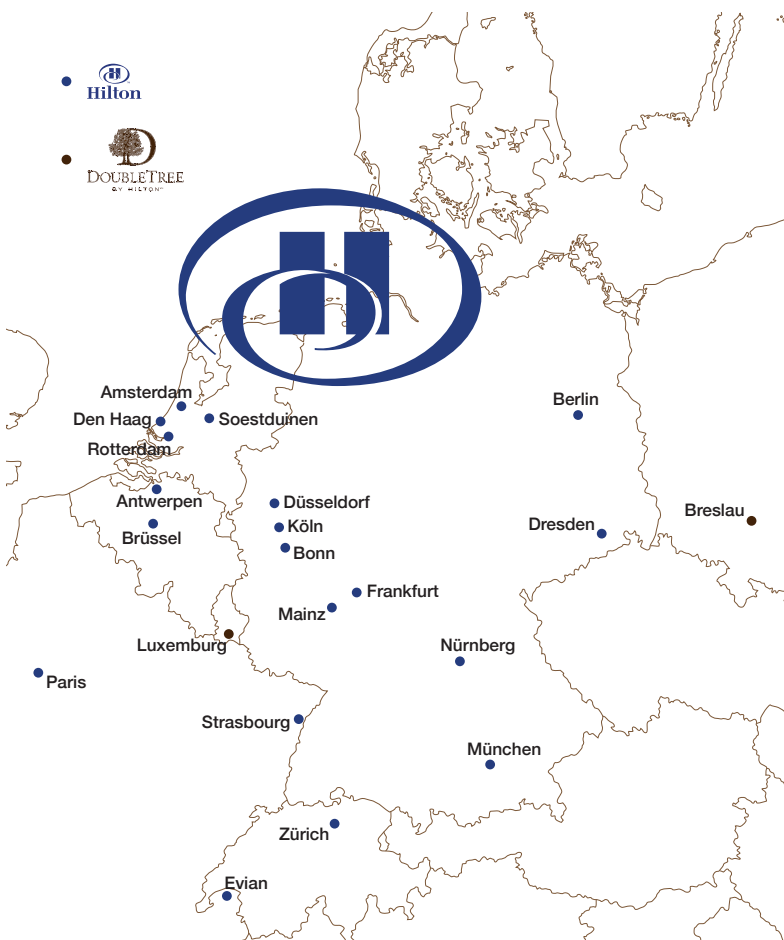 Hilton
DOUBLETREE
BY HILTON™
Amsterdam
Den Haag
Soestduinen
Rotterdam
Berlin
Antwerpen
Düsseldorf
Brüssel
Köln
Dresden
Breslau
Bonn
Frankfurt
Mainz
Luxemburg
Nürnberg
Paris
Strasbourg
München
Zürich
Evian